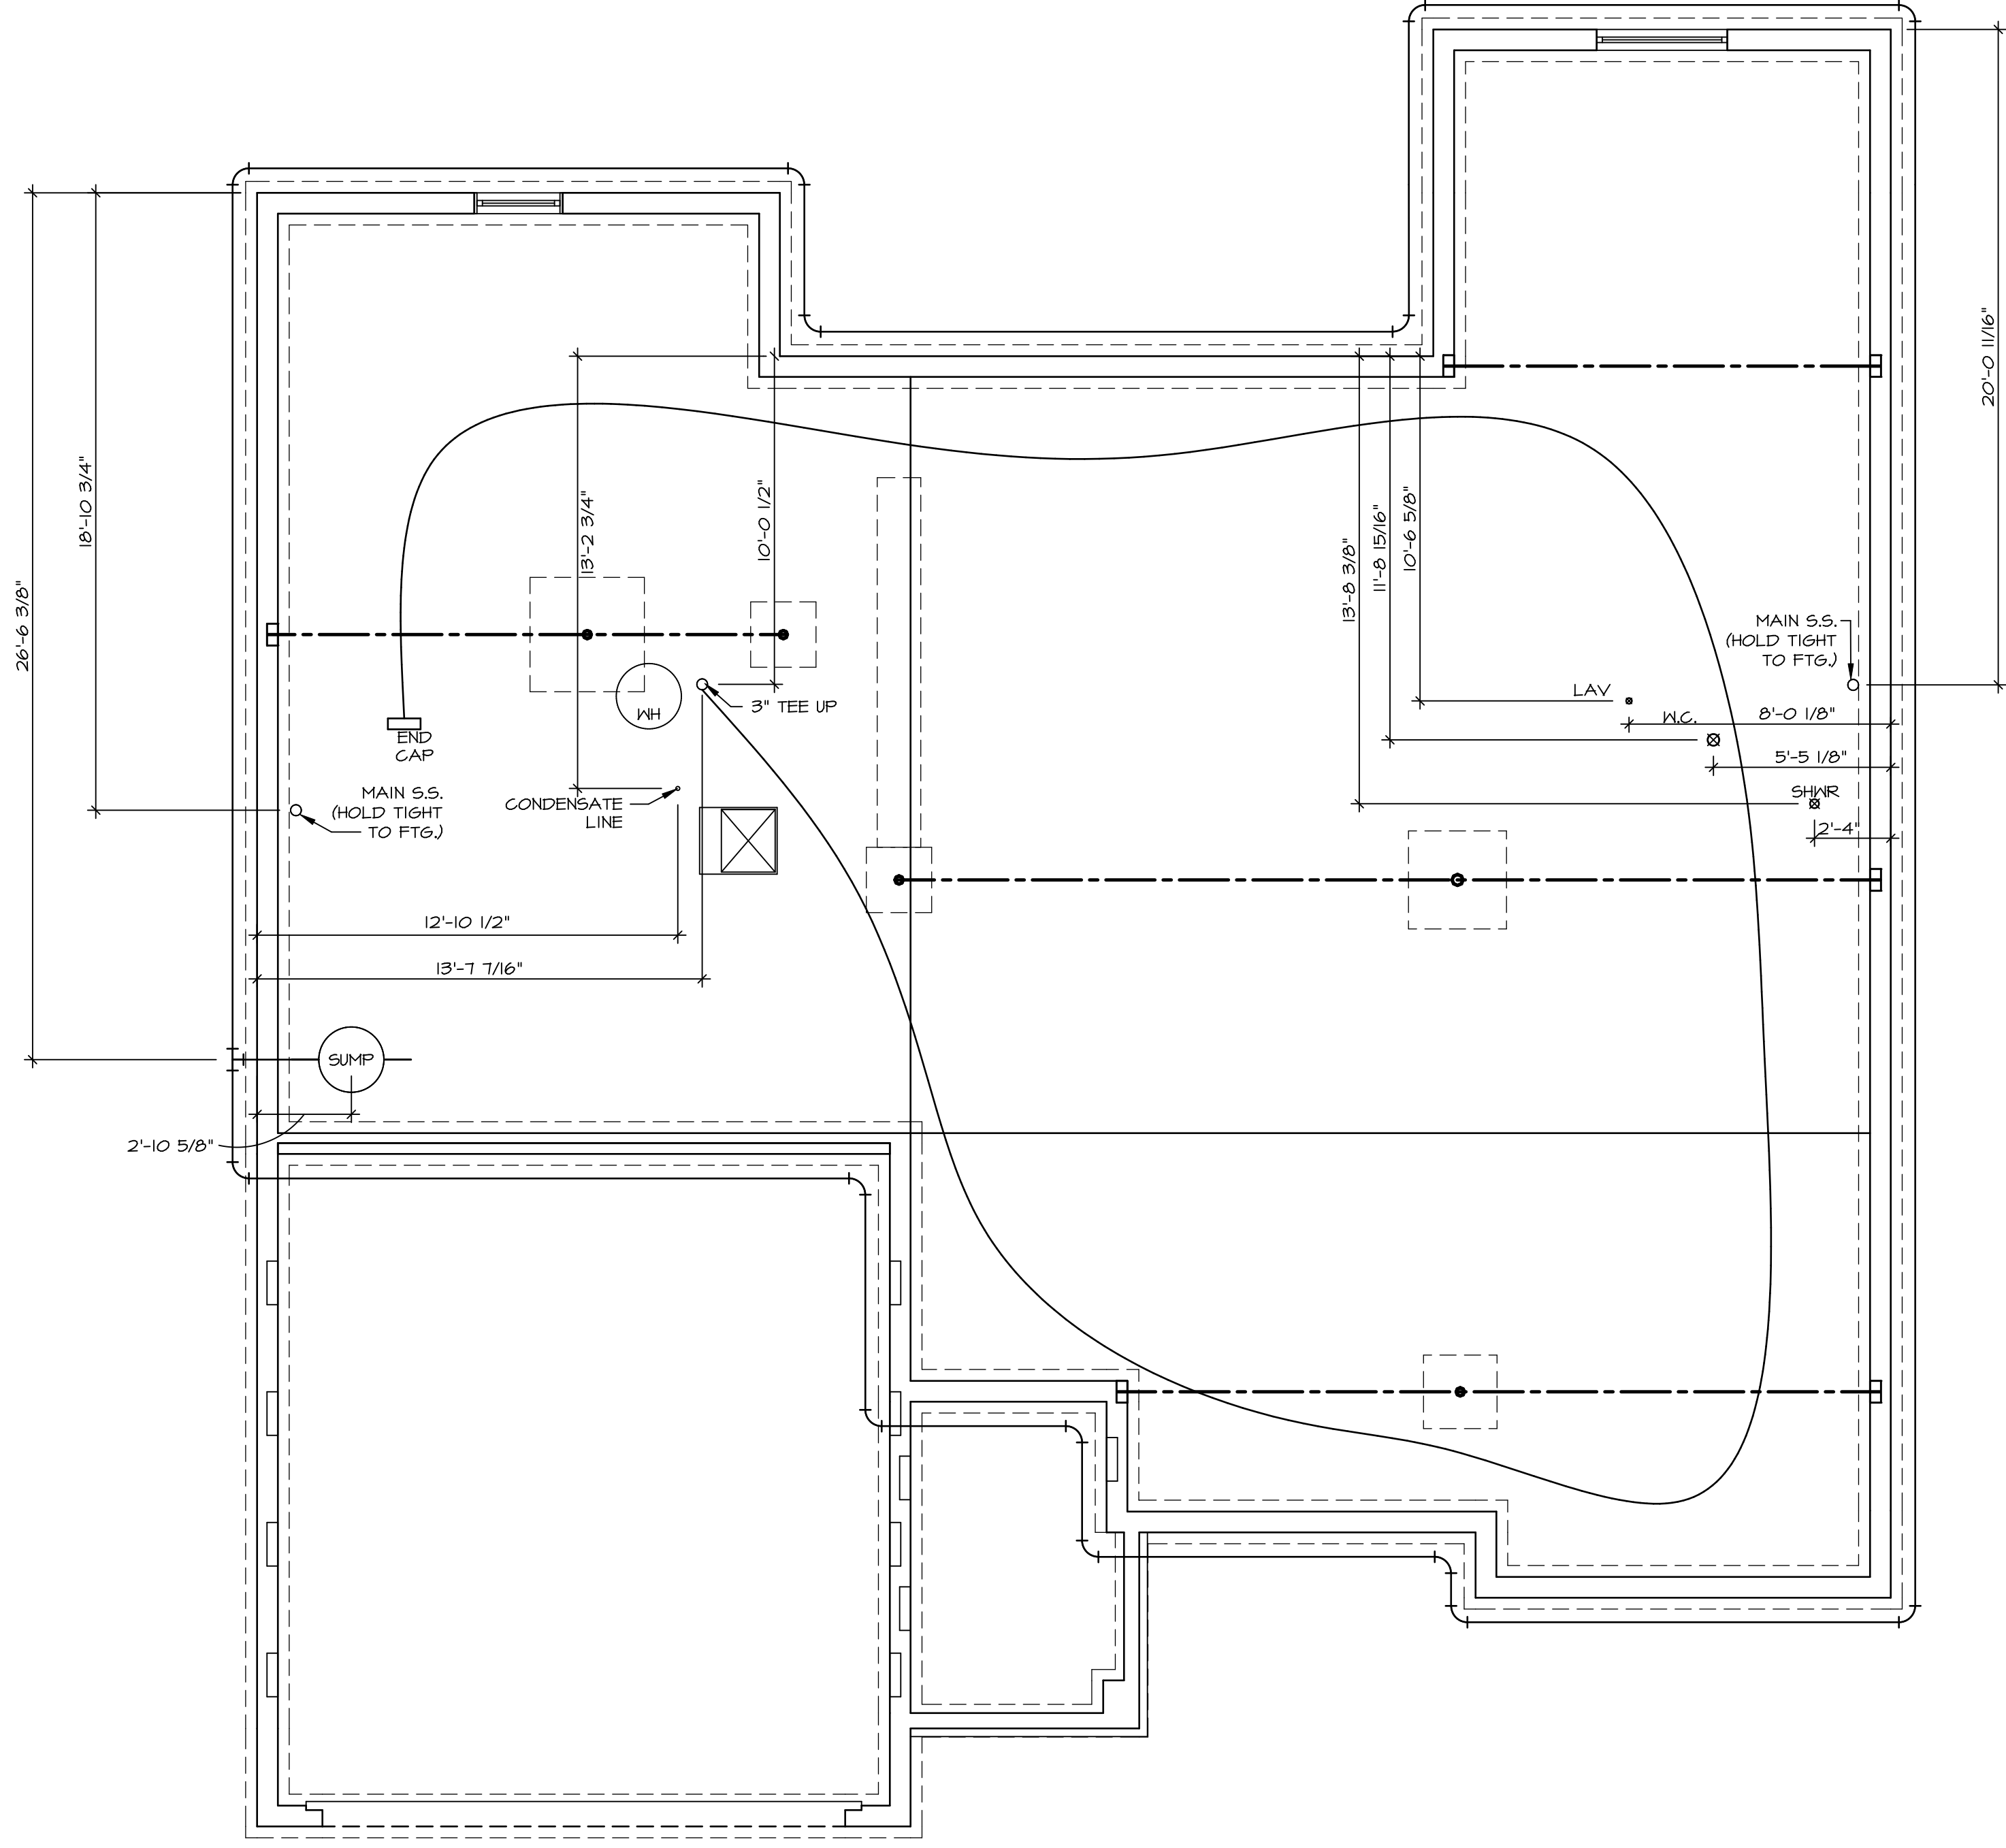 20'-0 11/16"
18'-10 3/4"
26'-6 3/8"
13'-2 3/4"
10'-0 1/2"
13'-8 3/8"
11'-8 15/16"
10'-6 5/8"
MAIN S.S.
(HOLD TIGHT
TO FTG.)
LAV
W.C.
8'-0 1/8"
5'-5 1/8"
SHWR
2'-4"
WH
3" TEE UP
END
CAP
MAIN S.S.
(HOLD TIGHT
TO FTG.)
CONDENSATE
LINE
12'-10 1/2"
13'-7 7/16"
SUMP
2'-10 5/8"